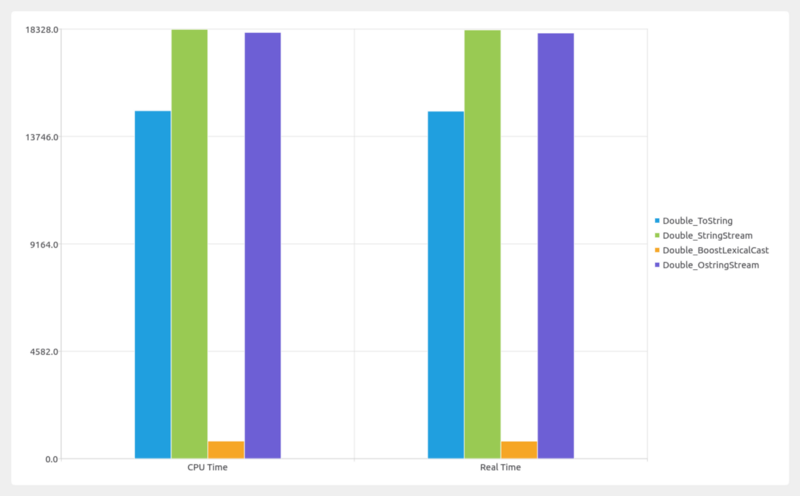 18328.0
13746.0
9164.0
4582.0
0.0
CPU Time
Real Time
Double_ToString
Double_StringStream
Double_BoostLexicalCast
Double_OstringStream